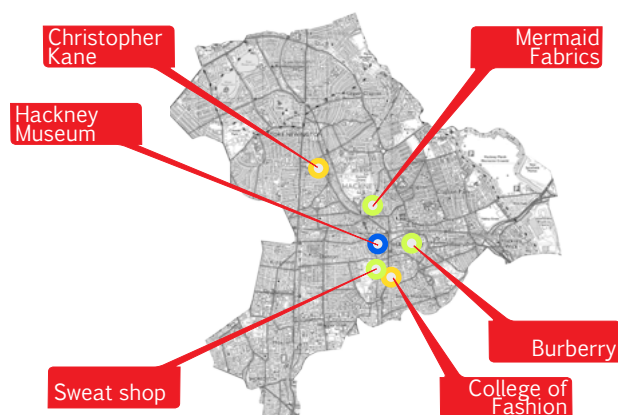 Christopher
Kane
Mermaid
Fabrics
Hackney
Museum
Burberry
Sweat shop
College of
Fashion